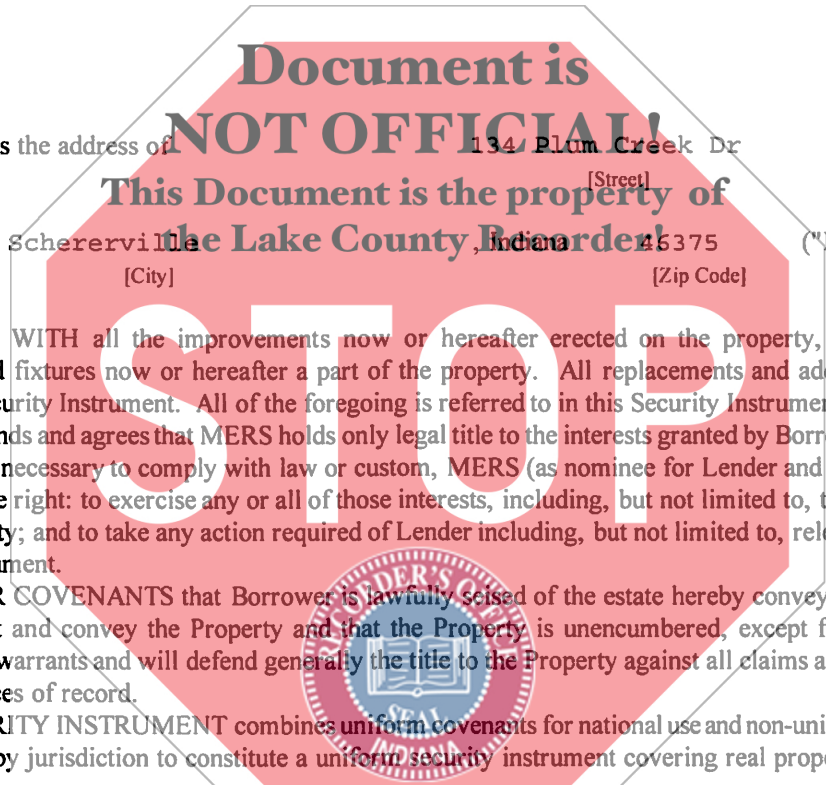 Document is
NOT OFFICIAL!
s the address of 134 Plum Creek Dr
[Street]
This Document is the property of
the Lake County Recorder!
Schererville , Indiana 46375 ("
[City] [Zip Code]
STOP
WITH all the improvements now or hereafter erected on the property,
d fixtures now or hereafter a part of the property. All replacements and add
urity Instrument. All of the foregoing is referred to in this Security Instrumen
nds and agrees that MERS holds only legal title to the interests granted by Borr
necessary to comply with law or custom, MERS (as nominee for Lender and
e right: to exercise any or all of those interests, including, but not limited to, t
ty; and to take any action required of Lender including, but not limited to, rele
ument.
R COVENANTS that Borrower is lawfully seised of the estate hereby convey
t and convey the Property and that the Property is unencumbered, except f
warrants and will defend generally the title to the Property against all claims a
es of record.
RITY INSTRUMENT combines uniform covenants for national use and non-uni
by jurisdiction to constitute a uniform security instrument covering real prope
RECORDER'S OFFICE
SEAL
INDIANA